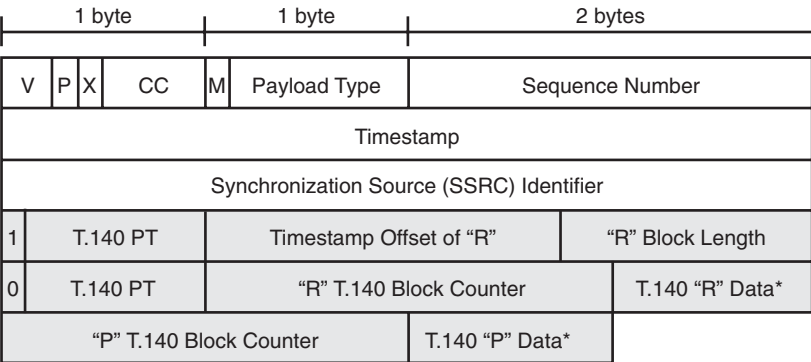 1 byte 1 byte 2 bytes
V P X CC M Payload Type Sequence Number
Timestamp
Synchronization Source (SSRC) Identifier
1 T.140 PT Timestamp Offset of “R” “R” Block Length
0 T.140 PT “R” T.140 Block Counter T.140 “R” Data*
“P” T.140 Block Counter T.140 “P” Data*